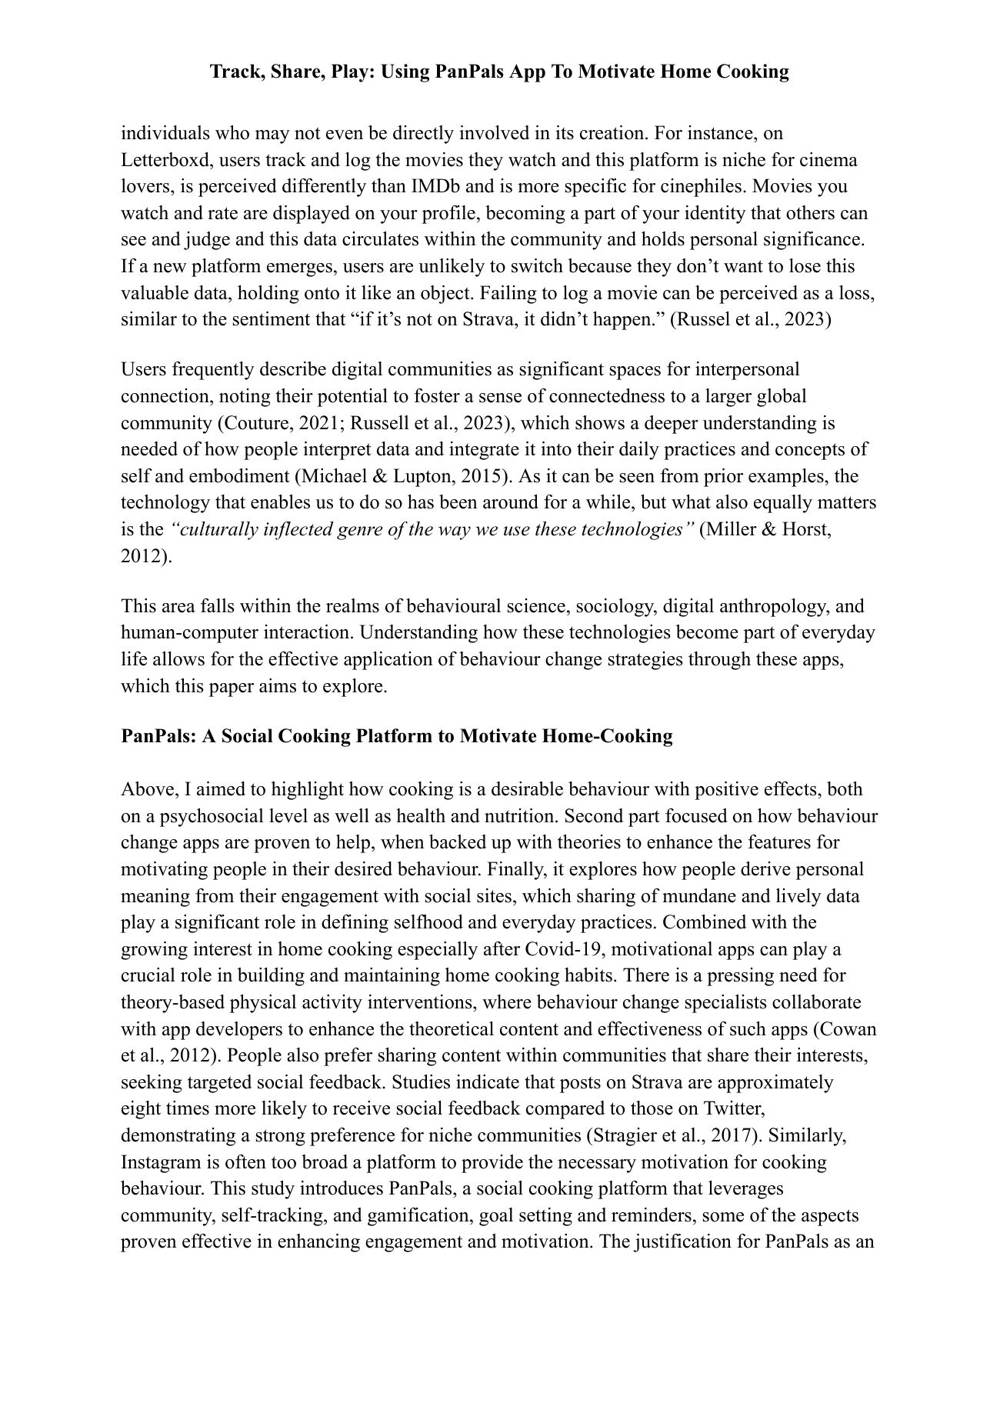 Track, Share, Play: Using PanPals App To Motivate Home Cooking
individuals who may not even be directly involved in its creation. For instance, on
Letterboxd, users track and log the movies they watch and this platform is niche for cinema
lovers, is perceived differently than IMDb and is more specific for cinephiles. Movies you
watch and rate are displayed on your profile, becoming a part of your identity that others can
see and judge and this data circulates within the community and holds personal significance.
If a new platform emerges, users are unlikely to switch because they don’t want to lose this
valuable data, holding onto it like an object. Failing to log a movie can be perceived as a loss,
similar to the sentiment that “if it’s not on Strava, it didn’t happen.” (Russel et al., 2023)
Users frequently describe digital communities as significant spaces for interpersonal
connection, noting their potential to foster a sense of connectedness to a larger global
community (Couture, 2021; Russell et al., 2023), which shows a deeper understanding is
needed of how people interpret data and integrate it into their daily practices and concepts of
self and embodiment (Michael & Lupton, 2015). As it can be seen from prior examples, the
technology that enables us to do so has been around for a while, but what also equally matters
is the “culturally inflected genre of the way we use these technologies” (Miller & Horst,
2012).
This area falls within the realms of behavioural science, sociology, digital anthropology, and
human-computer interaction. Understanding how these technologies become part of everyday
life allows for the effective application of behaviour change strategies through these apps,
which this paper aims to explore.
PanPals: A Social Cooking Platform to Motivate Home-Cooking
Above, I aimed to highlight how cooking is a desirable behaviour with positive effects, both
on a psychosocial level as well as health and nutrition. Second part focused on how behaviour
change apps are proven to help, when backed up with theories to enhance the features for
motivating people in their desired behaviour. Finally, it explores how people derive personal
meaning from their engagement with social sites, which sharing of mundane and lively data
play a significant role in defining selfhood and everyday practices. Combined with the
growing interest in home cooking especially after Covid-19, motivational apps can play a
crucial role in building and maintaining home cooking habits. There is a pressing need for
theory-based physical activity interventions, where behaviour change specialists collaborate
with app developers to enhance the theoretical content and effectiveness of such apps (Cowan
et al., 2012). People also prefer sharing content within communities that share their interests,
seeking targeted social feedback. Studies indicate that posts on Strava are approximately
eight times more likely to receive social feedback compared to those on Twitter,
demonstrating a strong preference for niche communities (Stragier et al., 2017). Similarly,
Instagram is often too broad a platform to provide the necessary motivation for cooking
behaviour. This study introduces PanPals, a social cooking platform that leverages
community, self-tracking, and gamification, goal setting and reminders, some of the aspects
proven effective in enhancing engagement and motivation. The justification for PanPals as an